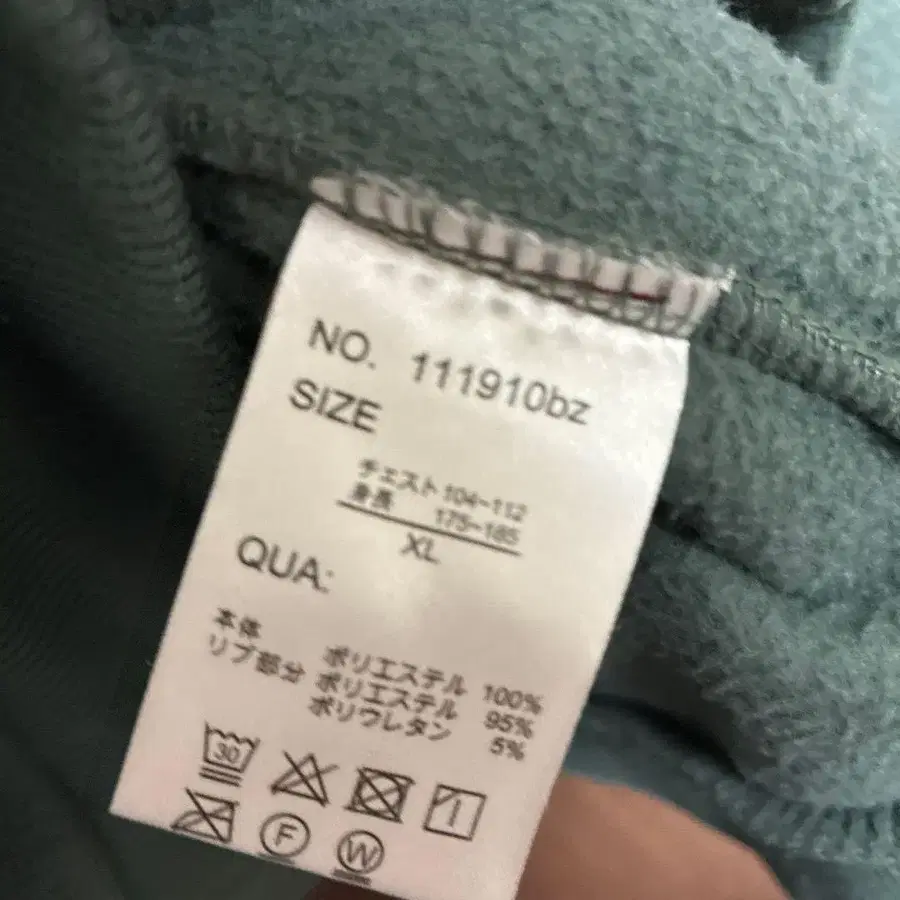 NO. 111910bz
SIZE
チェスト 104~112
身長 175~185
XL
QUA:
本体 ポリエステル 100%
リブ部分 ポリエステル 95%
ポリウレタン 5%
30
F
W